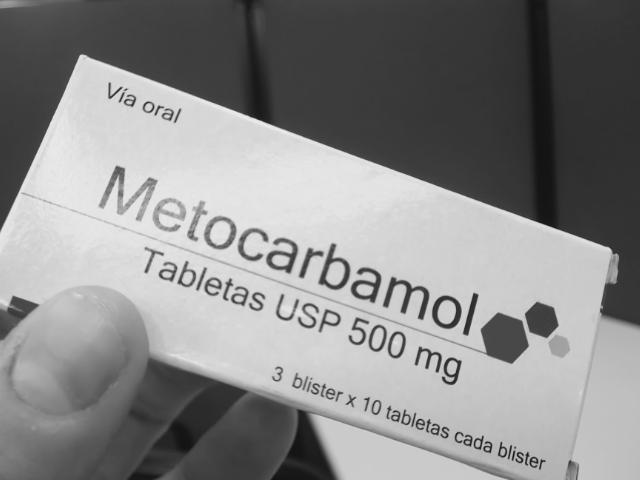 Vía oral
Metocarbamol
Tabletas USP 500 mg
3 blister x 10 tabletas cada blister